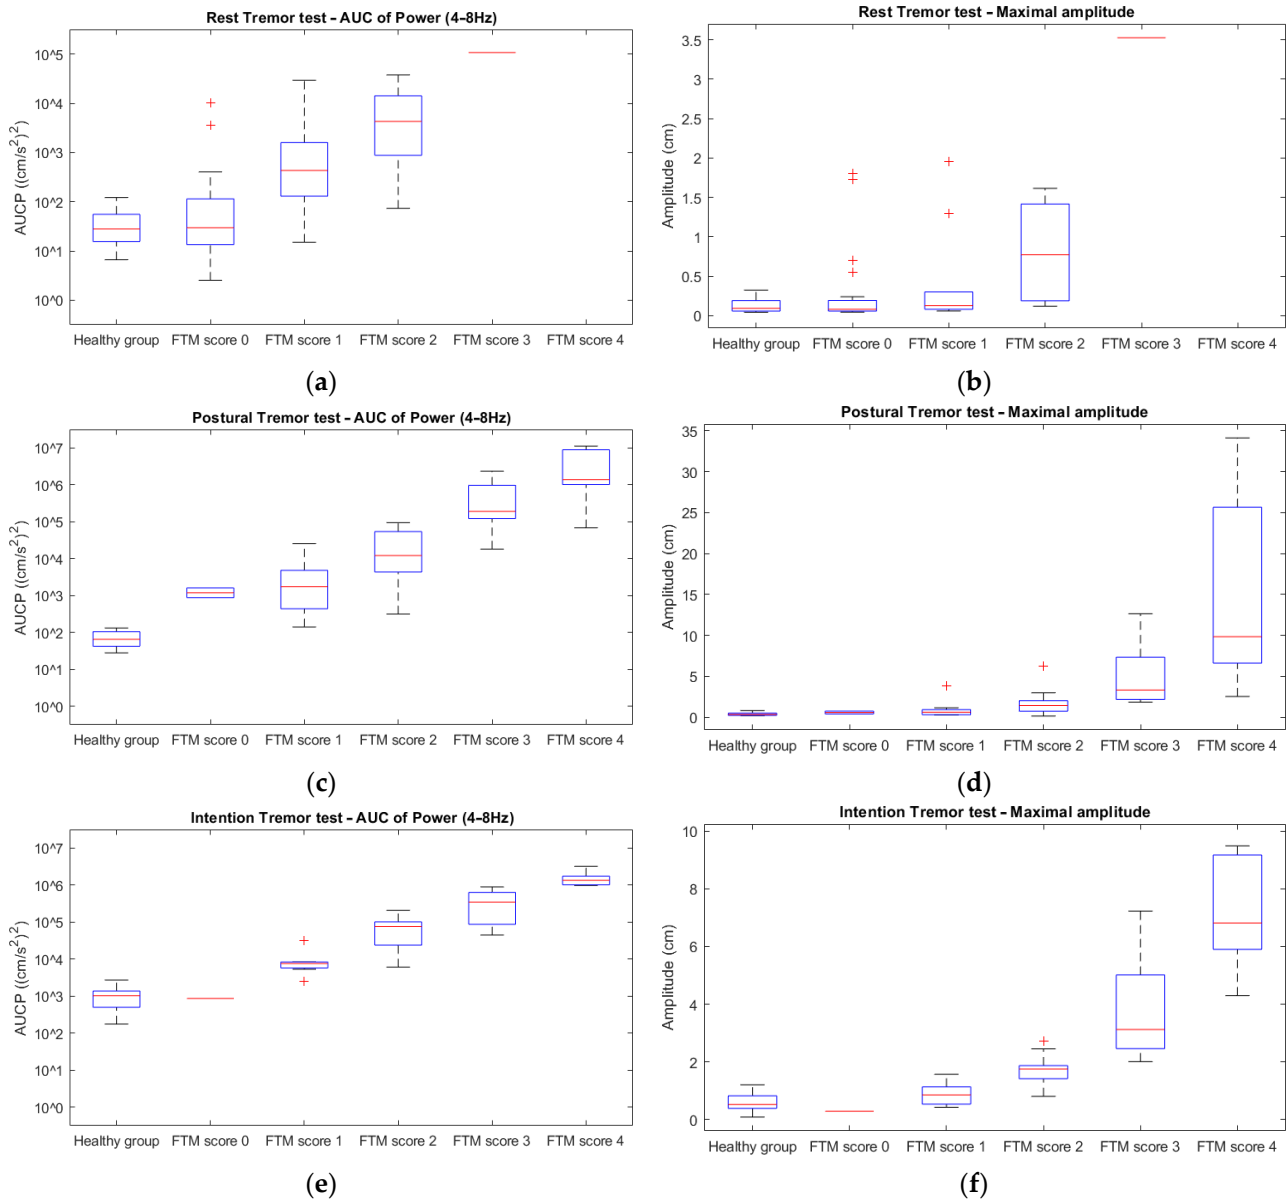 Rest Tremor test - AUC of Power (4-8Hz)
AUCP ((cm/s^2)^2)
10^5
10^4
10^3
10^2
10^1
10^0
Healthy group FTM score 0 FTM score 1 FTM score 2 FTM score 3 FTM score 4
(a)
Rest Tremor test - Maximal amplitude
Amplitude (cm)
3.5
3
2.5
2
1.5
1
0.5
0
Healthy group FTM score 0 FTM score 1 FTM score 2 FTM score 3 FTM score 4
(b)
Postural Tremor test - AUC of Power (4-8Hz)
AUCP ((cm/s^2)^2)
10^7
10^6
10^5
10^4
10^3
10^2
10^1
10^0
Healthy group FTM score 0 FTM score 1 FTM score 2 FTM score 3 FTM score 4
(c)
Postural Tremor test - Maximal amplitude
Amplitude (cm)
35
30
25
20
15
10
5
0
Healthy group FTM score 0 FTM score 1 FTM score 2 FTM score 3 FTM score 4
(d)
Intention Tremor test - AUC of Power (4-8Hz)
AUCP ((cm/s^2)^2)
10^7
10^6
10^5
10^4
10^3
10^2
10^1
10^0
Healthy group FTM score 0 FTM score 1 FTM score 2 FTM score 3 FTM score 4
(e)
Intention Tremor test - Maximal amplitude
Amplitude (cm)
10
8
6
4
2
0
Healthy group FTM score 0 FTM score 1 FTM score 2 FTM score 3 FTM score 4
(f)